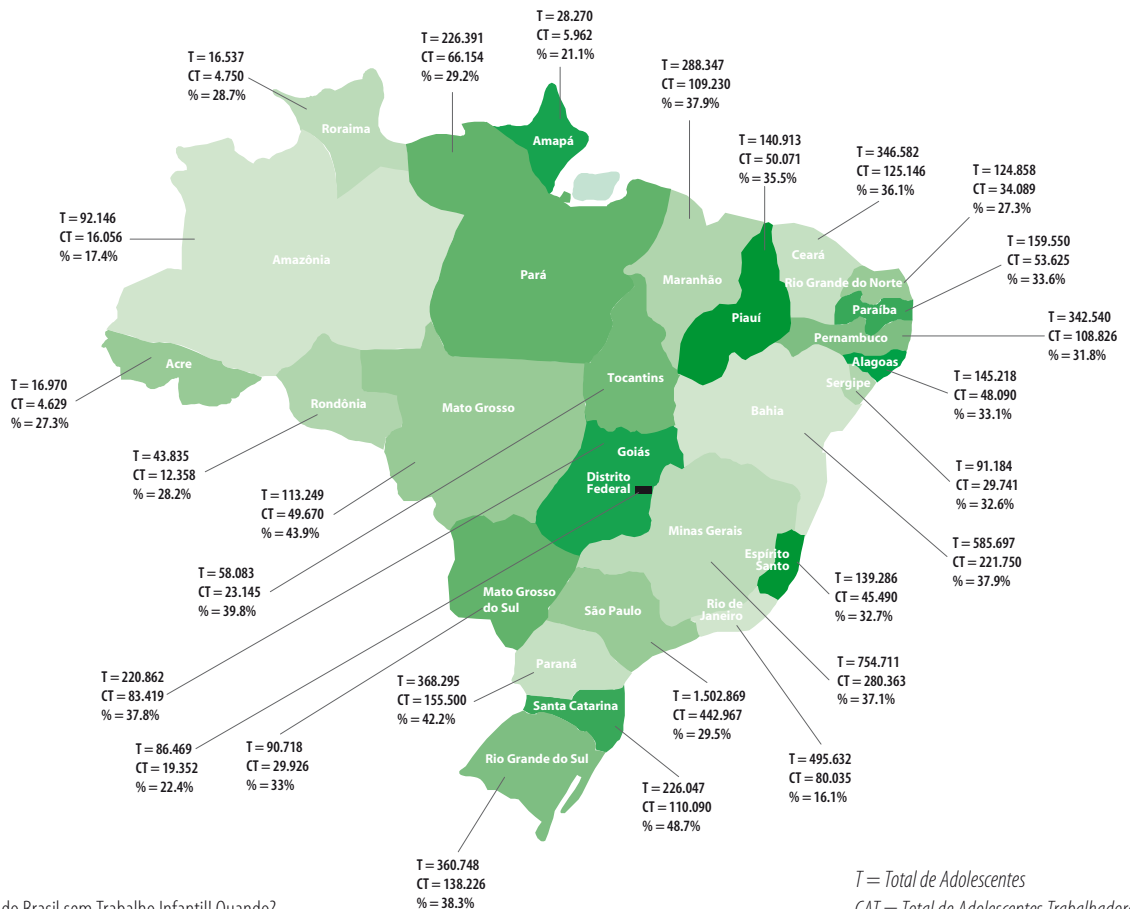 T = 28.270
CT = 5.962
% = 21.1%
T = 226.391
CT = 66.154
% = 29.2%
T = 16.537
CT = 4.750
% = 28.7%
T = 288.347
CT = 109.230
% = 37.9%
T = 140.913
CT = 50.071
% = 35.5%
T = 346.582
CT = 125.146
% = 36.1%
T = 124.858
CT = 34.089
% = 27.3%
T = 159.550
CT = 53.625
% = 33.6%
T = 342.540
CT = 108.826
% = 31.8%
T = 92.146
CT = 16.056
% = 17.4%
Roraima
Amapá
Amazônia
Pará
Maranhão
Ceará
Rio Grande do Norte
Piauí
Paraíba
Pernambuco
Alagoas
Sergipe
Acre
Rondônia
Mato Grosso
Tocantins
Bahia
Goiás
Distrito
Federal
Minas Gerais
Espírito
Santo
Mato Grosso
do Sul
São Paulo
Rio de
Janeiro
Paraná
Santa Catarina
Rio Grande do Sul
T = 16.970
CT = 4.629
% = 27.3%
T = 43.835
CT = 12.358
% = 28.2%
T = 113.249
CT = 49.670
% = 43.9%
T = 58.083
CT = 23.145
% = 39.8%
T = 220.862
CT = 83.419
% = 37.8%
T = 86.469
CT = 19.352
% = 22.4%
T = 90.718
CT = 29.926
% = 33%
T = 145.218
CT = 48.090
% = 33.1%
T = 91.184
CT = 29.741
% = 32.6%
T = 585.697
CT = 221.750
% = 37.9%
T = 139.286
CT = 45.490
% = 32.7%
T = 754.711
CT = 280.363
% = 37.1%
T = 368.295
CT = 155.500
% = 42.2%
T = 1.502.869
CT = 442.967
% = 29.5%
T = 495.632
CT = 80.035
% = 16.1%
T = 226.047
CT = 110.090
% = 48.7%
T = 360.748
CT = 138.226
% = 38.3%
T = Total de Adolescentes
do Brasil sem Trabalho Infantil! Quando?
CAT = Total de Adolescentes